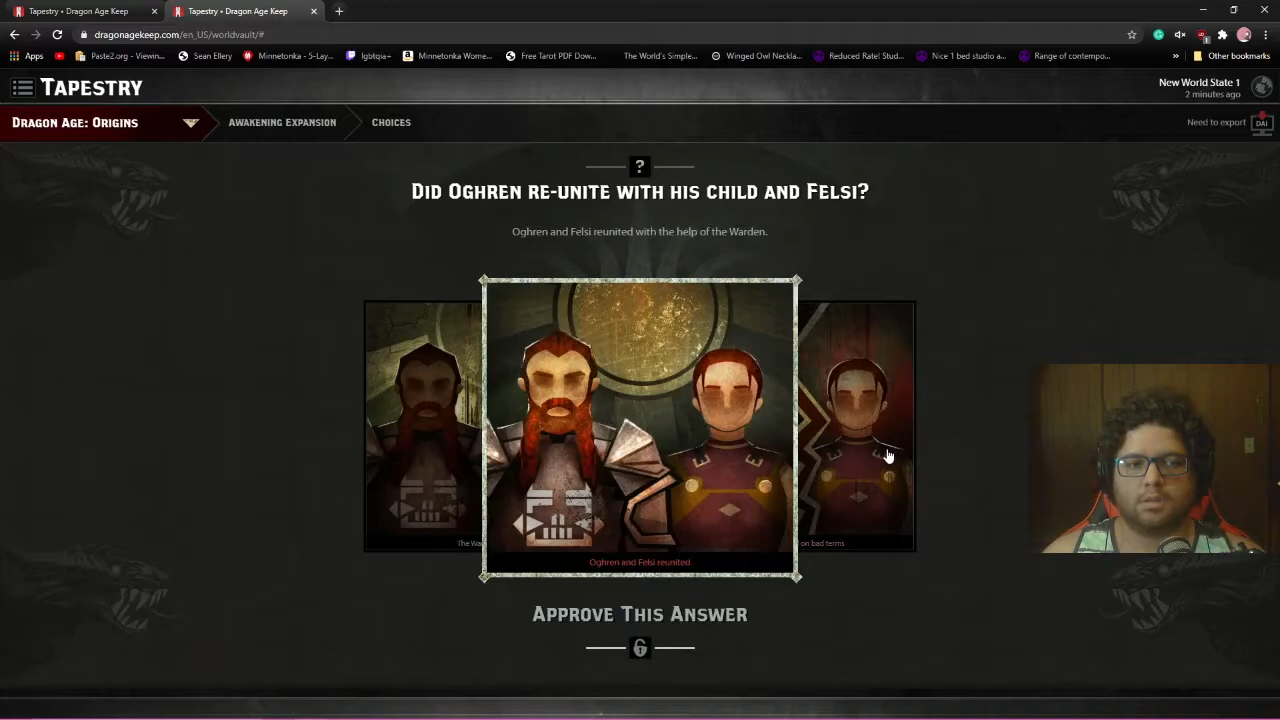 Tapestry • Dragon Age Keep
Tapestry • Dragon Age Keep
dragonagekeep.com/en_US/worldvault/#
Apps
Paste2.org - Viewin...
Sean Ellery
Minnetonka - 5-Lay...
lgbtqia+
Minnetonka Wome...
Free Tarot PDF Dow...
The World's Simple...
Winged Owl Neckla...
Reduced Rate! Stud...
Nice 1 bed studio a...
Range of contempo...
Other bookmarks
TAPESTRY
New World State 1
2 minutes ago
DRAGON AGE: ORIGINS
AWAKENING EXPANSION
CHOICES
Need to export
DAI
?
DID OGHREN RE-UNITE WITH HIS CHILD AND FELSI?
Oghren and Felsi reunited with the help of the Warden.
The Wa
on bad terms
Oghren and Felsi reunited
APPROVE THIS ANSWER